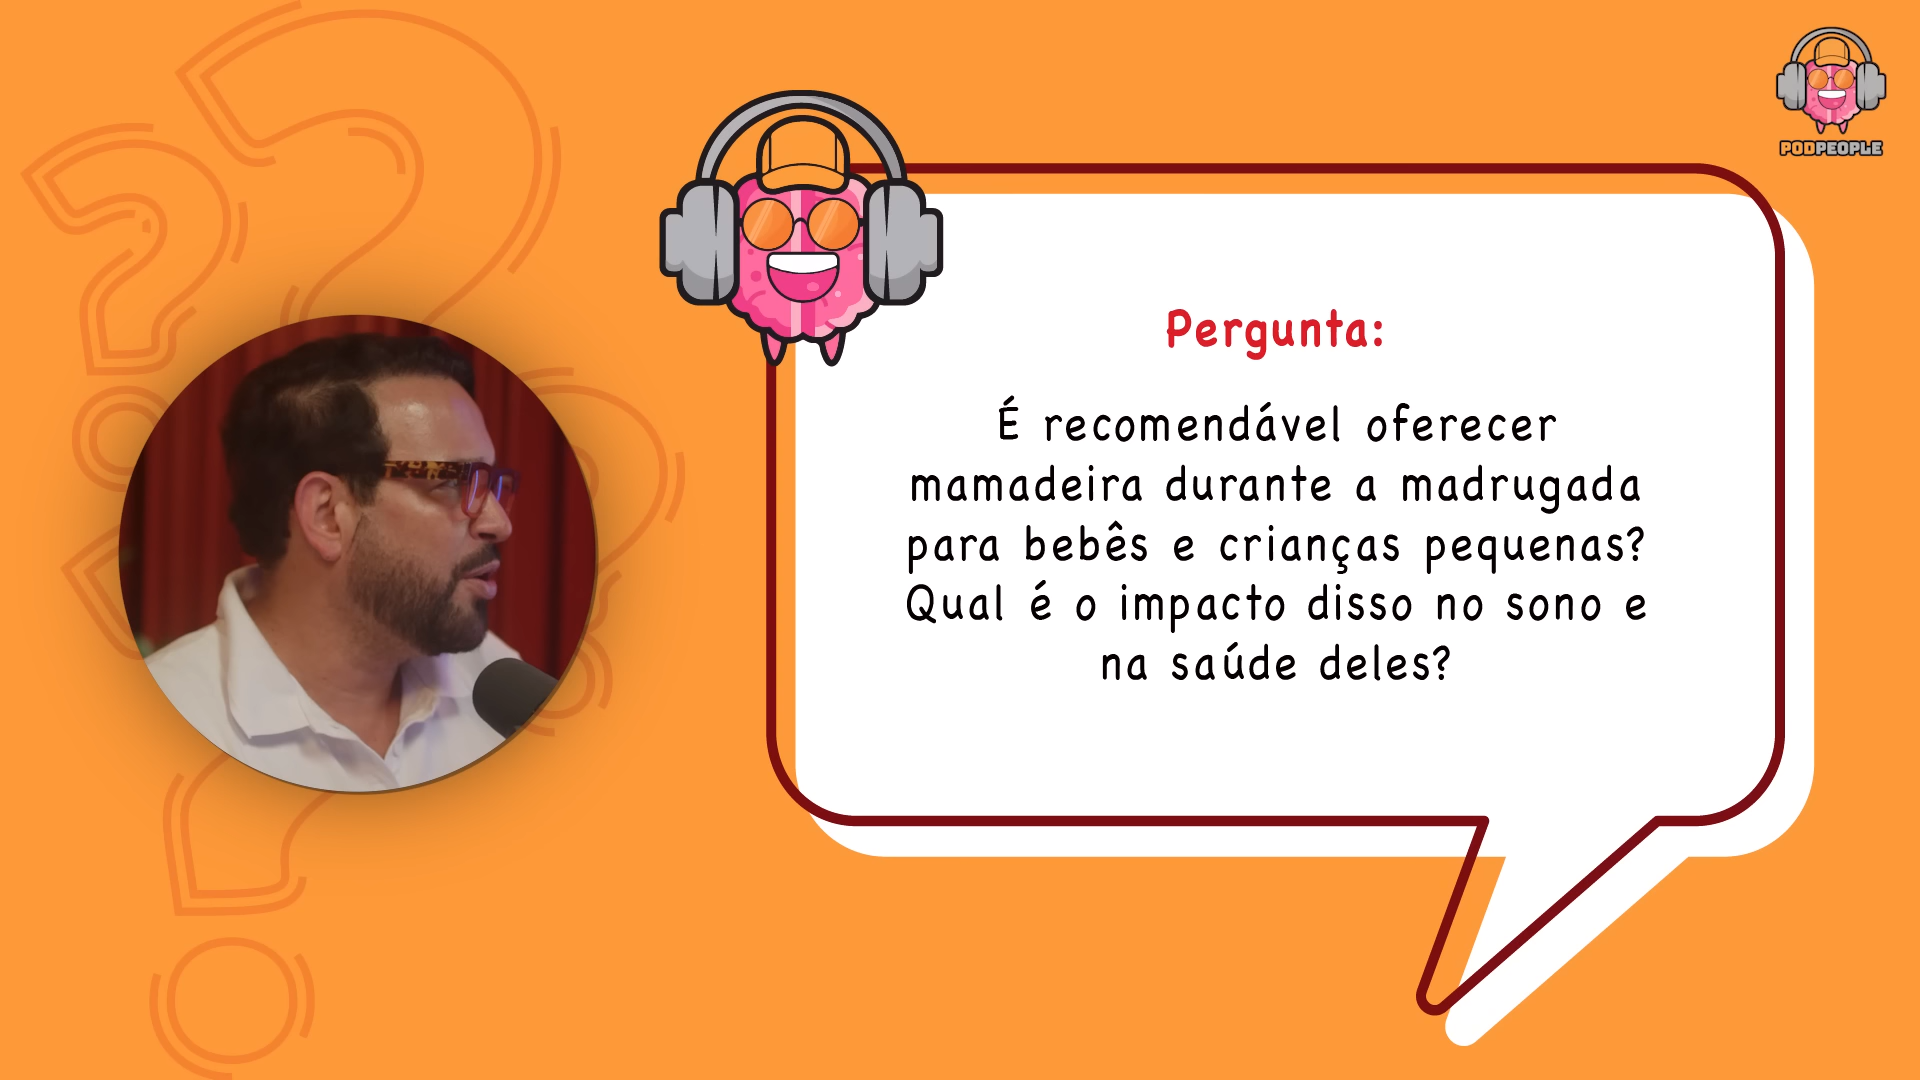 PODPEOPLE
Pergunta:
É recomendável oferecer
mamadeira durante a madrugada
para bebês e crianças pequenas?
Qual é o impacto disso no sono e
na saúde deles?